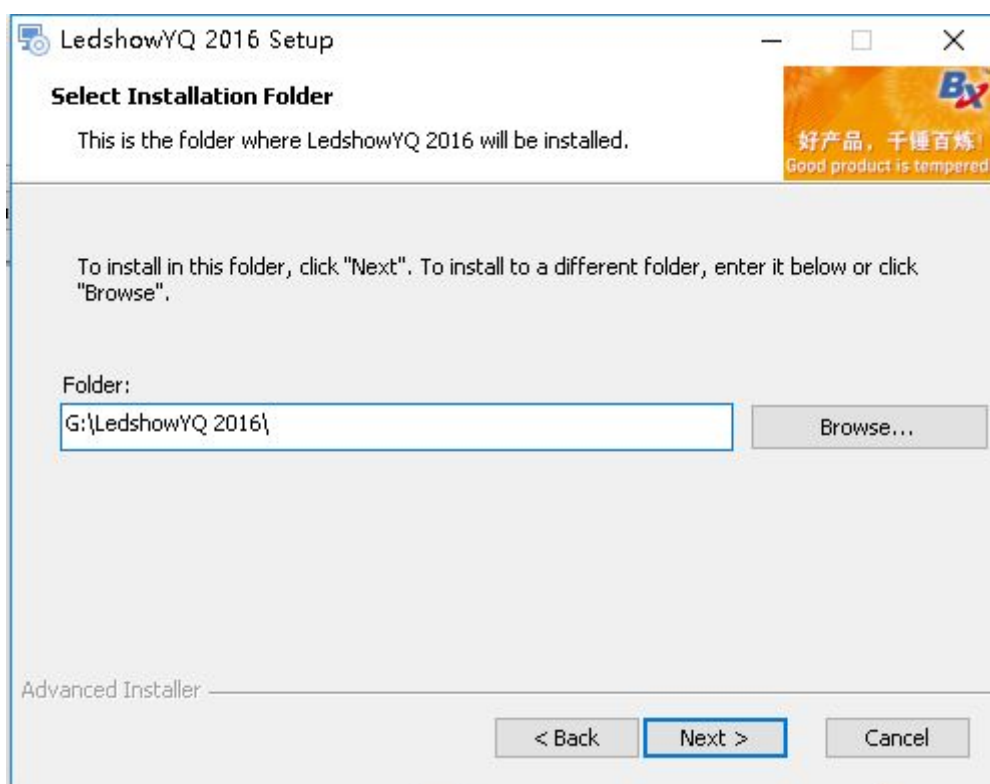 LedshowYQ 2016 Setup
Select Installation Folder
This is the folder where LedshowYQ 2016 will be installed.
BX
好产品，千锤百炼！
Good product is tempered
To install in this folder, click "Next". To install to a different folder, enter it below or click
"Browse".
Folder:
G:\LedshowYQ 2016\
Browse...
Advanced Installer
< Back
Next >
Cancel